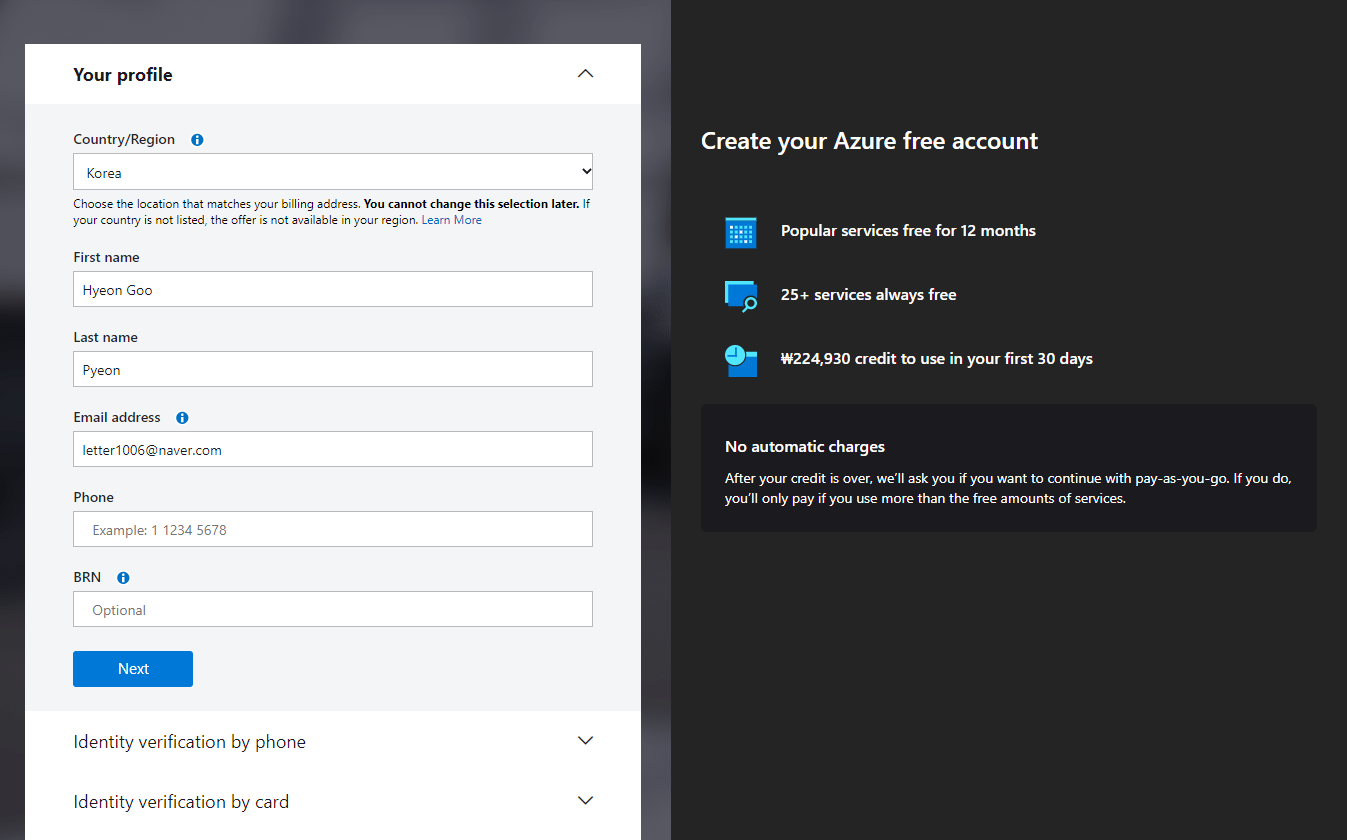 Your profile
Country/Region
Korea
Choose the location that matches your billing address. You cannot change this selection later. If
your country is not listed, the offer is not available in your region. Learn More
First name
Hyeon Goo
Last name
Pyeon
Email address
letter1006@naver.com
Phone
Example: 1 1234 5678
BRN
Optional
Next
Identity verification by phone
Identity verification by card
Create your Azure free account
Popular services free for 12 months
25+ services always free
₩224,930 credit to use in your first 30 days
No automatic charges
After your credit is over, we’ll ask you if you want to continue with pay-as-you-go. If you do,
you’ll only pay if you use more than the free amounts of services.